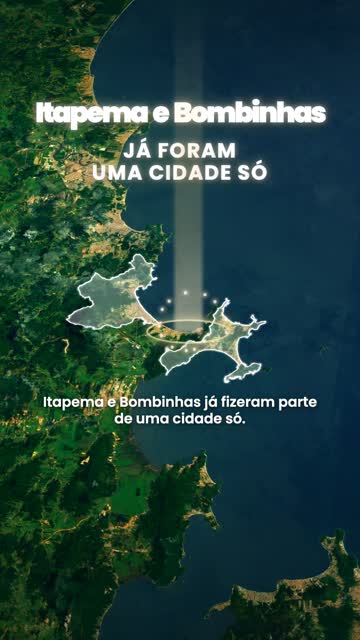 Itapema e Bombinhas
JÁ FORAM
UMA CIDADE SÓ
Itapema e Bombinhas já fizeram parte
de uma cidade só.